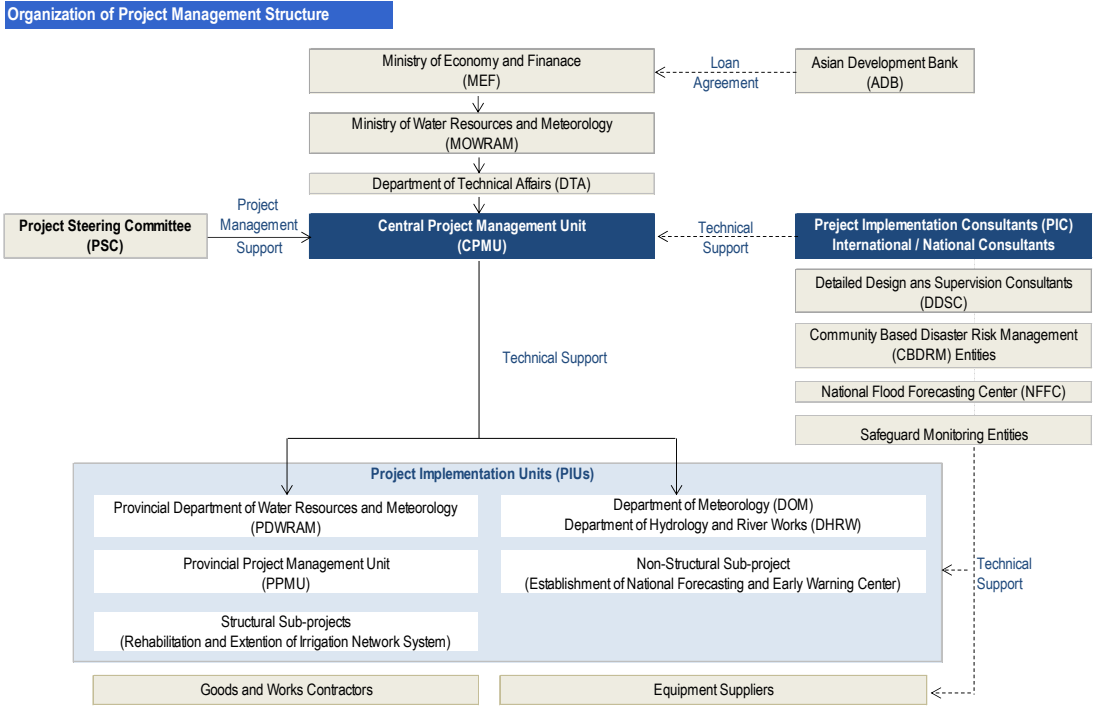 Organization of Project Management Structure
Ministry of Economy and Finanace
(MEF)
Loan
Agreement
Asian Development Bank
(ADB)
Ministry of Water Resources and Meteorology
(MOWRAM)
Department of Technical Affairs (DTA)
Project Steering Committee
(PSC)
Project
Management
Support
Central Project Management Unit
(CPMU)
Technical
Support
Project Implementation Consultants (PIC)
International / National Consultants
Detailed Design ans Supervision Consultants
(DDSC)
Community Based Disaster Risk Management
(CBDRM) Entities
National Flood Forecasting Center (NFFC)
Safeguard Monitoring Entities
Technical Support
Project Implementation Units (PIUs)
Provincial Department of Water Resources and Meteorology
(PDWRAM)
Department of Meteorology (DOM)
Department of Hydrology and River Works (DHRW)
Provincial Project Management Unit
(PPMU)
Non-Structural Sub-project
(Establishment of National Forecasting and Early Warning Center)
Technical
Support
Structural Sub-projects
(Rehabilitation and Extention of Irrigation Network System)
Goods and Works Contractors
Equipment Suppliers